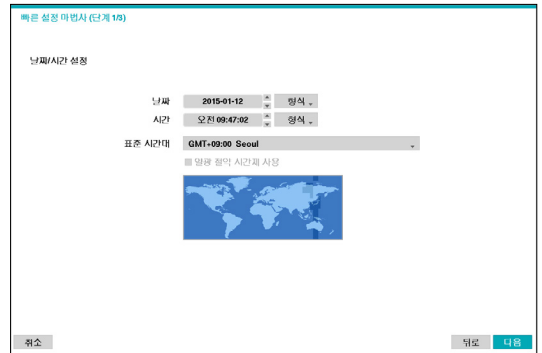 빠른 설정 마법사 (단계 1/3)
날짜/시간 설정
날짜 2015-01-12 형식
시간 오전 09:47:02 형식
표준 시간대 GMT+09:00 Seoul
일광 절약 시간제 사용
취소 뒤로 다음